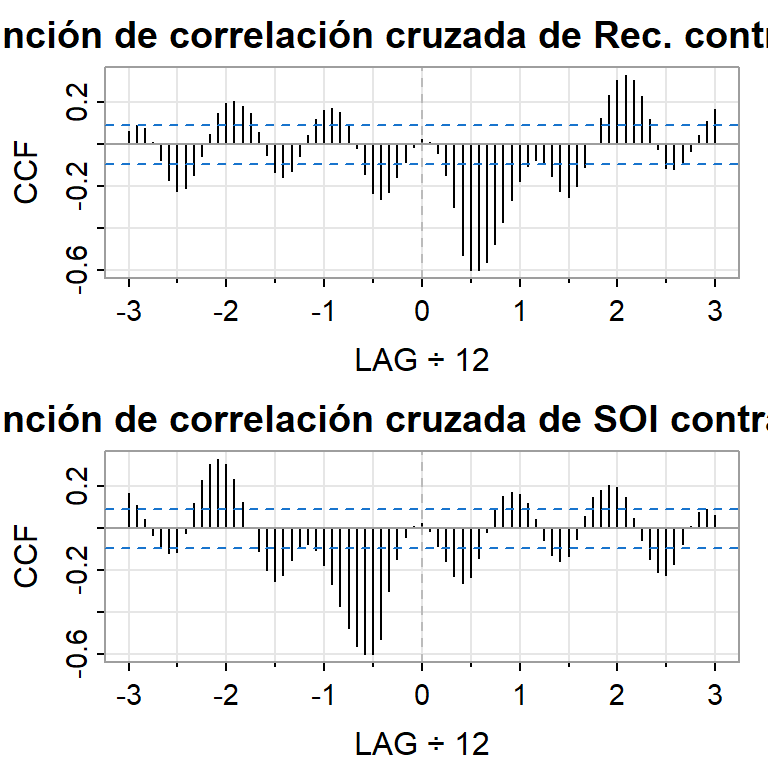 nción de correlación cruzada de Rec. contr
CCF
0.2
-0.2
-0.6
-3 -2 -1 0 1 2 3
LAG ÷ 12
nción de correlación cruzada de SOI contra
CCF
0.2
-0.2
-0.6
-3 -2 -1 0 1 2 3
LAG ÷ 12